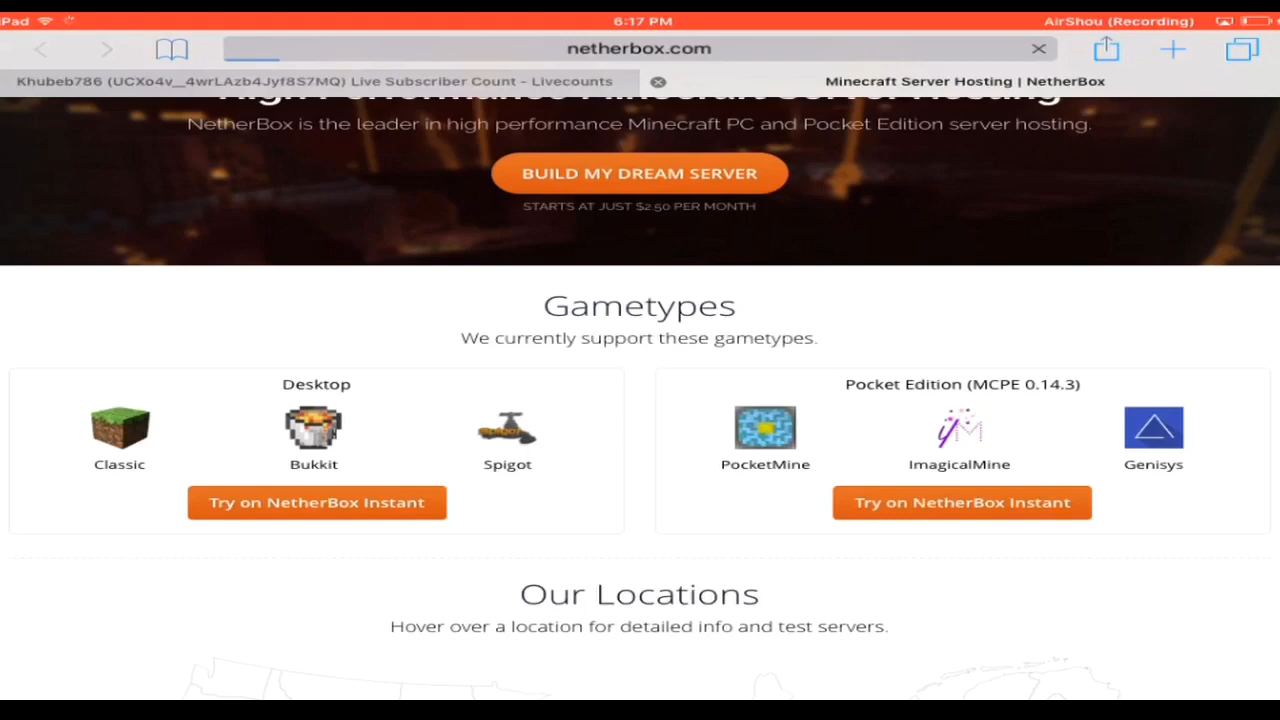 iPad 6:17 PM AirShou (Recording)
netherbox.com
Khubeb786 (UCXo4v__4wrLAzb4Jyf8S7MQ) Live Subscriber Count - Livecounts Minecraft Server Hosting | NetherBox
High Performance Minecraft Server Hosting
NetherBox is the leader in high performance Minecraft PC and Pocket Edition server hosting.
BUILD MY DREAM SERVER
STARTS AT JUST $2.50 PER MONTH
Gametypes
We currently support these gametypes.
Desktop
Classic Bukkit Spigot
Try on NetherBox Instant
Pocket Edition (MCPE 0.14.3)
PocketMine ImagicalMine Genisys
Try on NetherBox Instant
Our Locations
Hover over a location for detailed info and test servers.